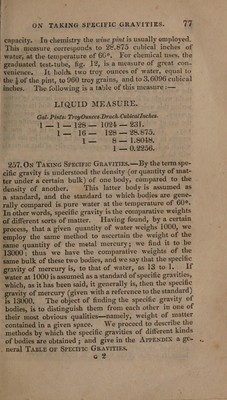 ON TAKING SPECIFIC GRAVITIES. 77
capacity. In chemistry the wine pint is usually employed.
This measure corresponds to 28.875 cubical inches of
water, at the temperature of 60°. For chemical uses, the
graduated test-tube, fig. 12, is a measure of great con-
venience. It holds two troy ounces of water, equal to
the ⅛ of the pint, to 960 troy grains, and to 3.6096 cubical
inches. The following is a table of this measure :—
LIQUID MEASURE.
Gal. Pints Troy Ounces Drach. Cubical Inches.
1 — 1 — 128 — 1024 — 231.
1 — 16 — 128 — 28.875.
1 — 8 — 1.8048.
1 — 0.2256.
257. ON TAKING SPECIFIC GRAVITIES.—By the term spe-
cific gravity is understood the density (or quantity of mat-
ter under a certain bulk) of one body, compared to the
density of another. This latter body is assumed as
a standard, and the standard to which bodies are gene-
rally compared is pure water at the temperature of 60°.
In other words, specific gravity is the comparative weights
of different sorts of matter. Having found, by a certain
process, that a given quantity of water weighs 1000, we
employ the same method to ascertain the weight of the
same quantity of the metal mercury; we find it to be
13000: thus we have the comparative weights of the
same bulk of these two bodies, and we say that the specific
gravity of mercury is, to that of water, as 13 to 1. If
water at 1000 is assumed as a standard of specific gravities,
which, as it has been said, it generally is, then the specific
gravity of mercury (given with a reference to the standard)
is 13000. The object of finding the specific gravity of
bodies, is to distinguish them from each other in one of
their most obvious qualities—namely, weight of matter
contained in a given space. We proceed to describe the
methods by which the specific gravities of different kinds
of bodies are obtained; and give in the APPENDIX a ge-
neral TABLE OF SPECIFIC GRAVITIES.
G 2